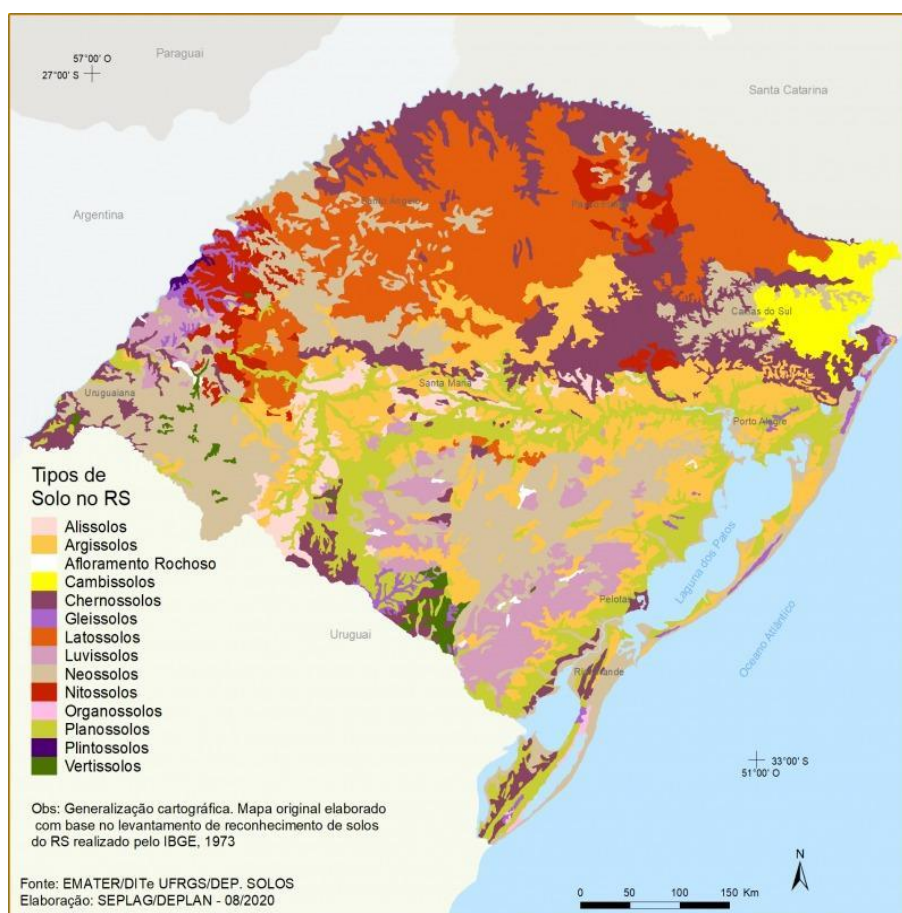 Paraguai
57°00' O
27°00' S
Santa Catarina
Argentina
Santo Ângelo
Passo Fundo
Caxias do Sul
Santa Maria
Uruguaiana
Porto Alegre
Laguna dos Patos
Oceano Atlântico
Pelotas
Rio Grande
Uruguai
33°00' S
51°00' O
Tipos de
Solo no RS
Alissolos
Argissolos
Afloramento Rochoso
Cambissolos
Chernossolos
Gleissolos
Latossolos
Luvissolos
Neossolos
Nitossolos
Organossolos
Planossolos
Plintossolos
Vertissolos
Obs: Generalização cartográfica. Mapa original elaborado
com base no levantamento de reconhecimento de solos
do RS realizado pelo IBGE, 1973
Fonte: EMATER/DITe UFRGS/DEP. SOLOS
Elaboração: SEPLAG/DEPLAN - 08/2020
N
0 50 100 150 Km